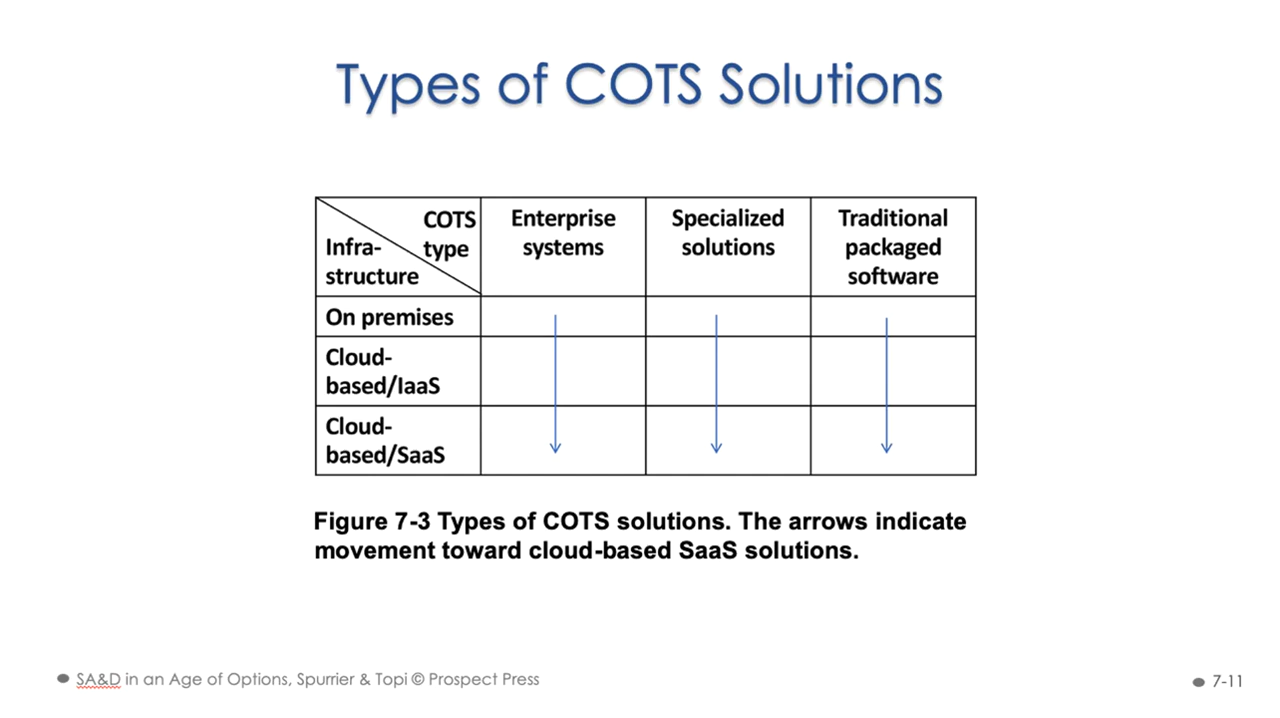 Types of COTS Solutions
COTS
type
Infra-
structure
Enterprise
systems
Specialized
solutions
Traditional
packaged
software
On premises
Cloud-
based/IaaS
Cloud-
based/SaaS
Figure 7-3 Types of COTS solutions. The arrows indicate
movement toward cloud-based SaaS solutions.
SA&D in an Age of Options, Spurrier & Topi © Prospect Press
7-11